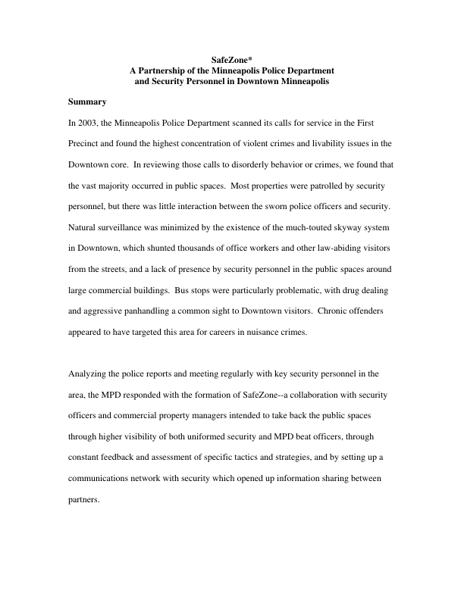 SafeZone*
A Partnership of the Minneapolis Police Department
and Security Personnel in Downtown Minneapolis
Summary
In 2003, the Minneapolis Police Department scanned its calls for service in the First
Precinct and found the highest concentration of violent crimes and livability issues in the
Downtown core.  In reviewing those calls to disorderly behavior or crimes, we found that
the vast majority occurred in public spaces.  Most properties were patrolled by security
personnel, but there was little interaction between the sworn police officers and security.
Natural surveillance was minimized by the existence of the much-touted skyway system
in Downtown, which shunted thousands of office workers and other law-abiding visitors
from the streets, and a lack of presence by security personnel in the public spaces around
large commercial buildings.  Bus stops were particularly problematic, with drug dealing
and aggressive panhandling a common sight to Downtown visitors.  Chronic offenders
appeared to have targeted this area for careers in nuisance crimes.
Analyzing the police reports and meeting regularly with key security personnel in the
area, the MPD responded with the formation of SafeZone--a collaboration with security
officers and commercial property managers intended to take back the public spaces
through higher visibility of both uniformed security and MPD beat officers, through
constant feedback and assessment of specific tactics and strategies, and by setting up a
communications network with security which opened up information sharing between
partners.